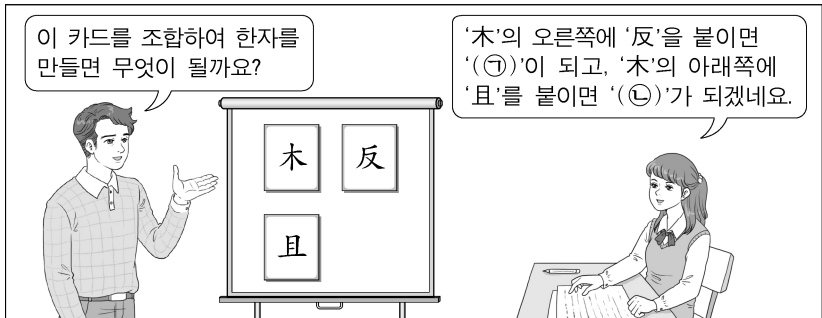 이 카드를 조합하여 한자를
만들면 무엇이 될까요?
‘木’의 오른쪽에 ‘反’을 붙이면
‘(㉠)’이 되고, ‘木’의 아래쪽에
‘且’를 붙이면 ‘(㉡)’가 되겠네요.
木 反
且